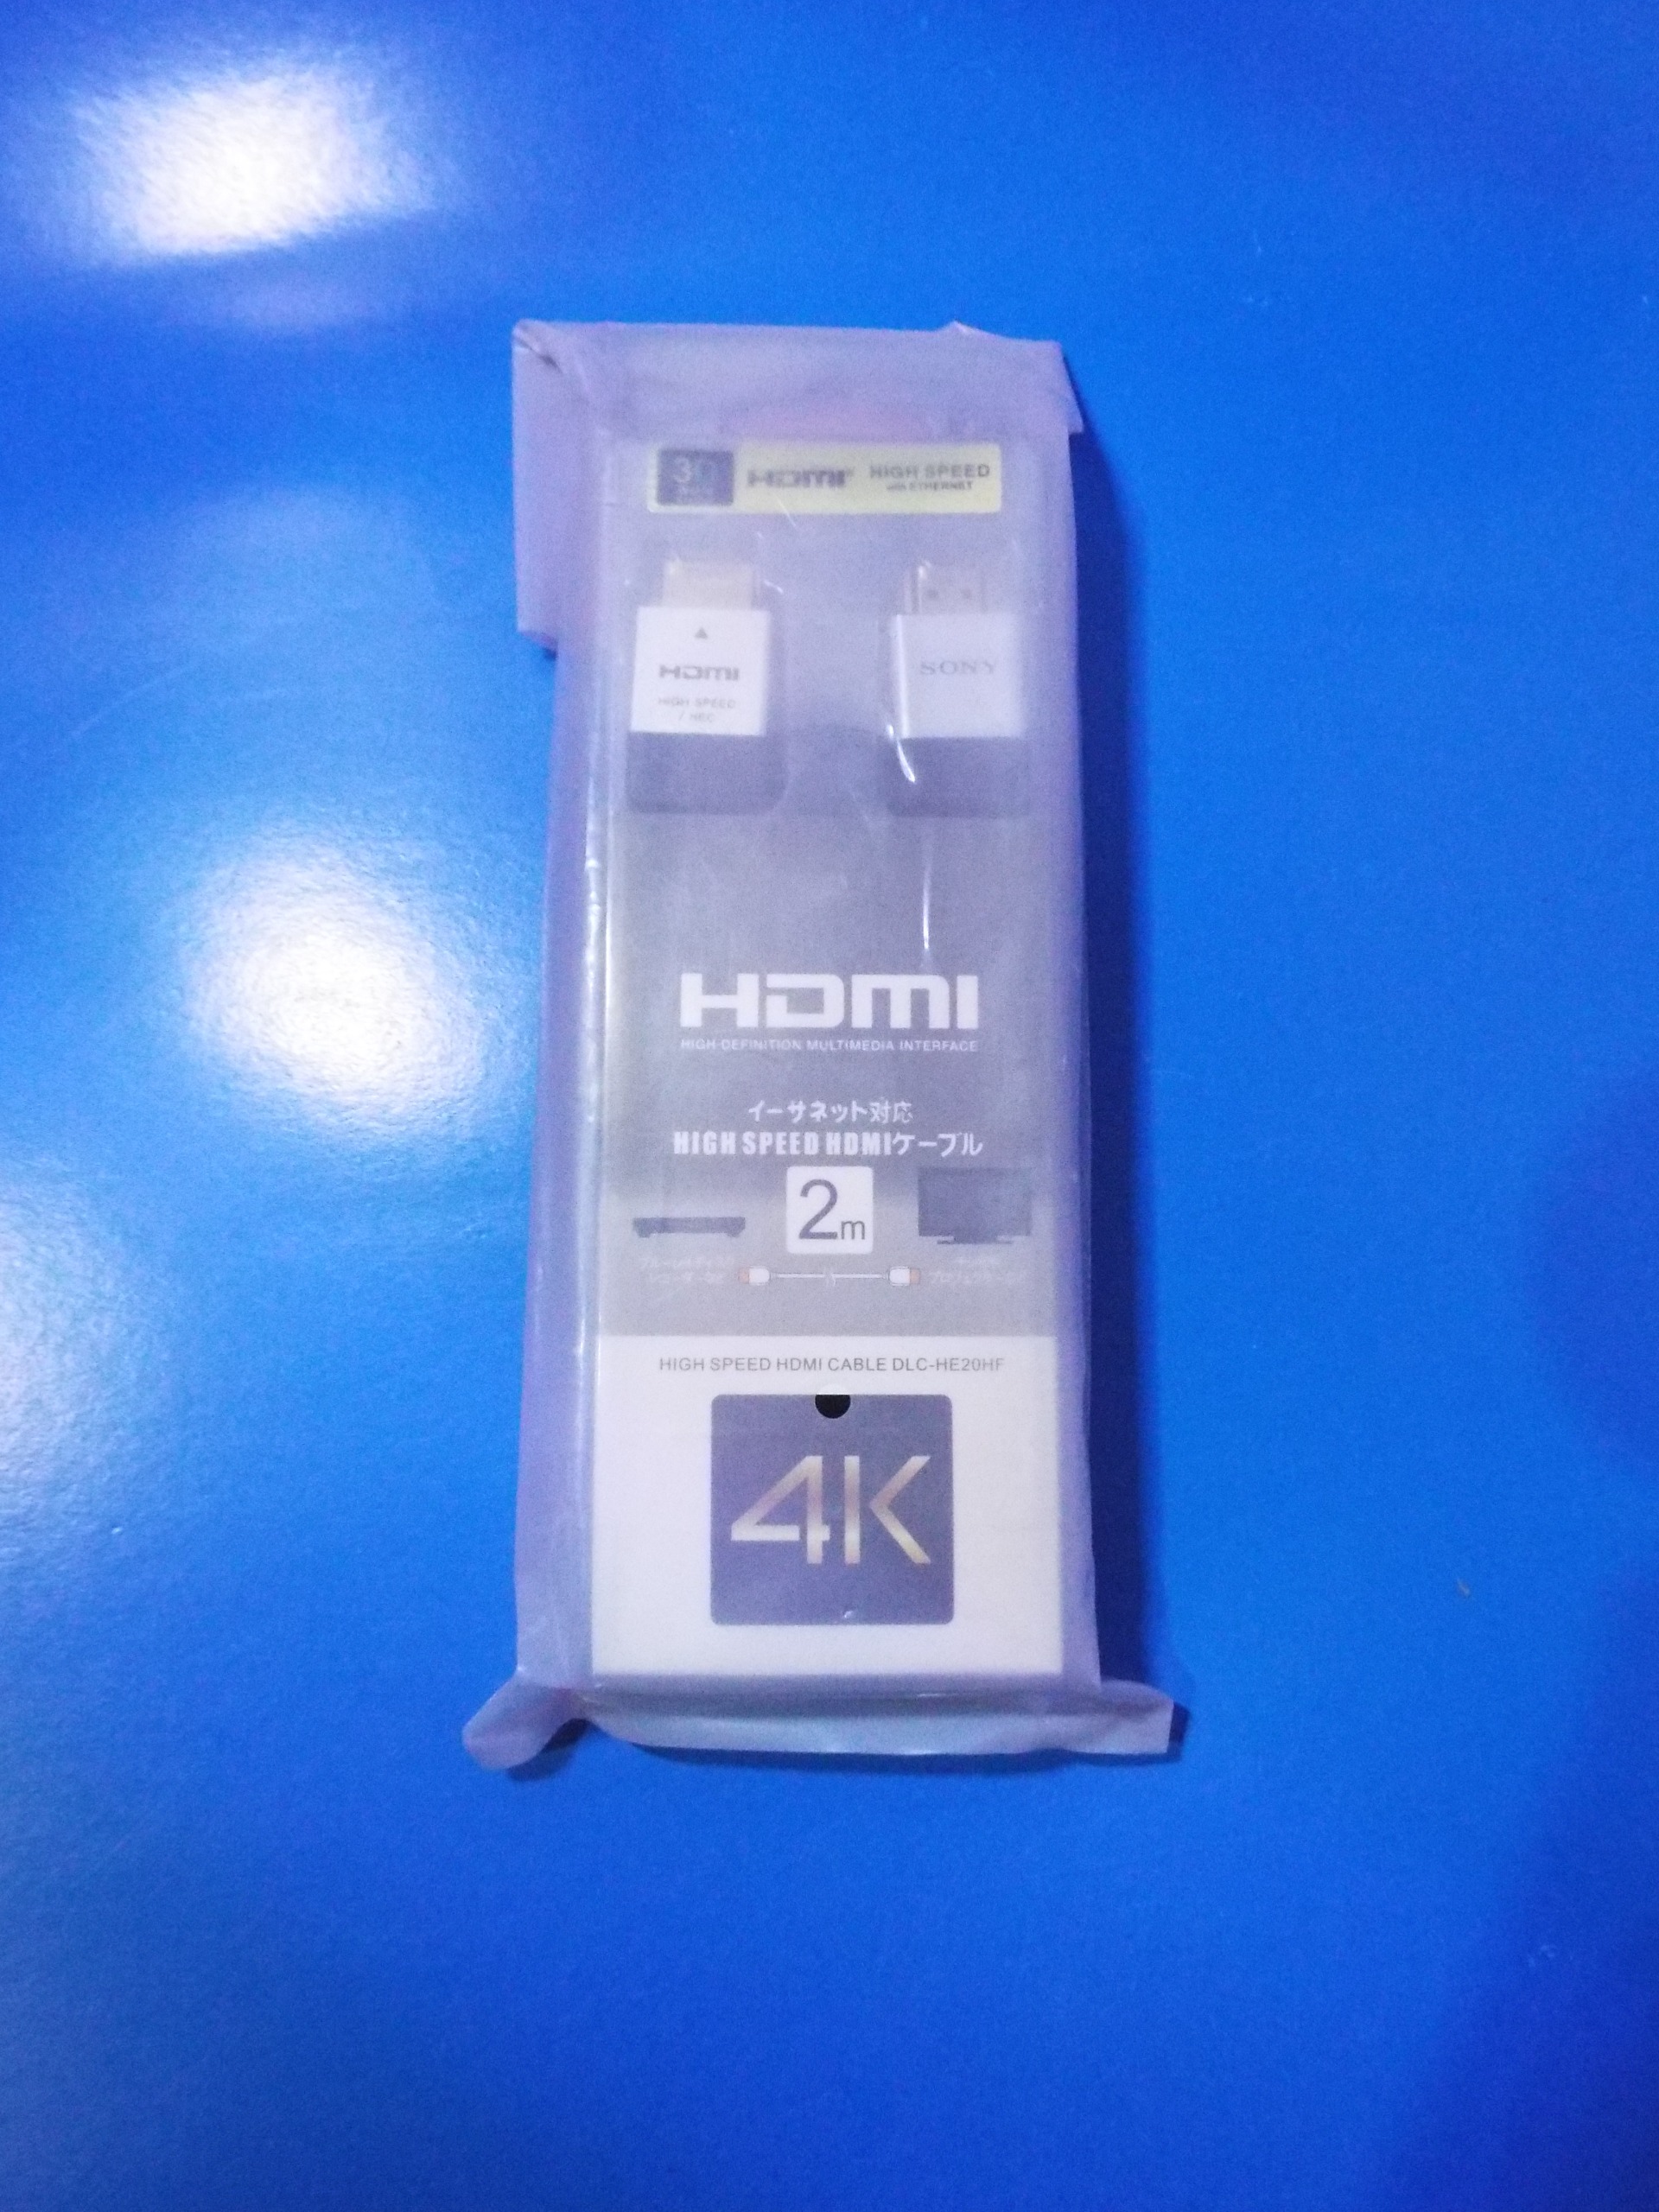 3D
HDMI
HIGH SPEED
with ETHERNET
HDMI
HIGH SPEED
/ HEC
SONY
HDMI
HIGH-DEFINITION MULTIMEDIA INTERFACE
イーサネット対応
HIGH SPEED HDMIケーブル
2m
HIGH SPEED HDMI CABLE DLC-HE20HF
4K